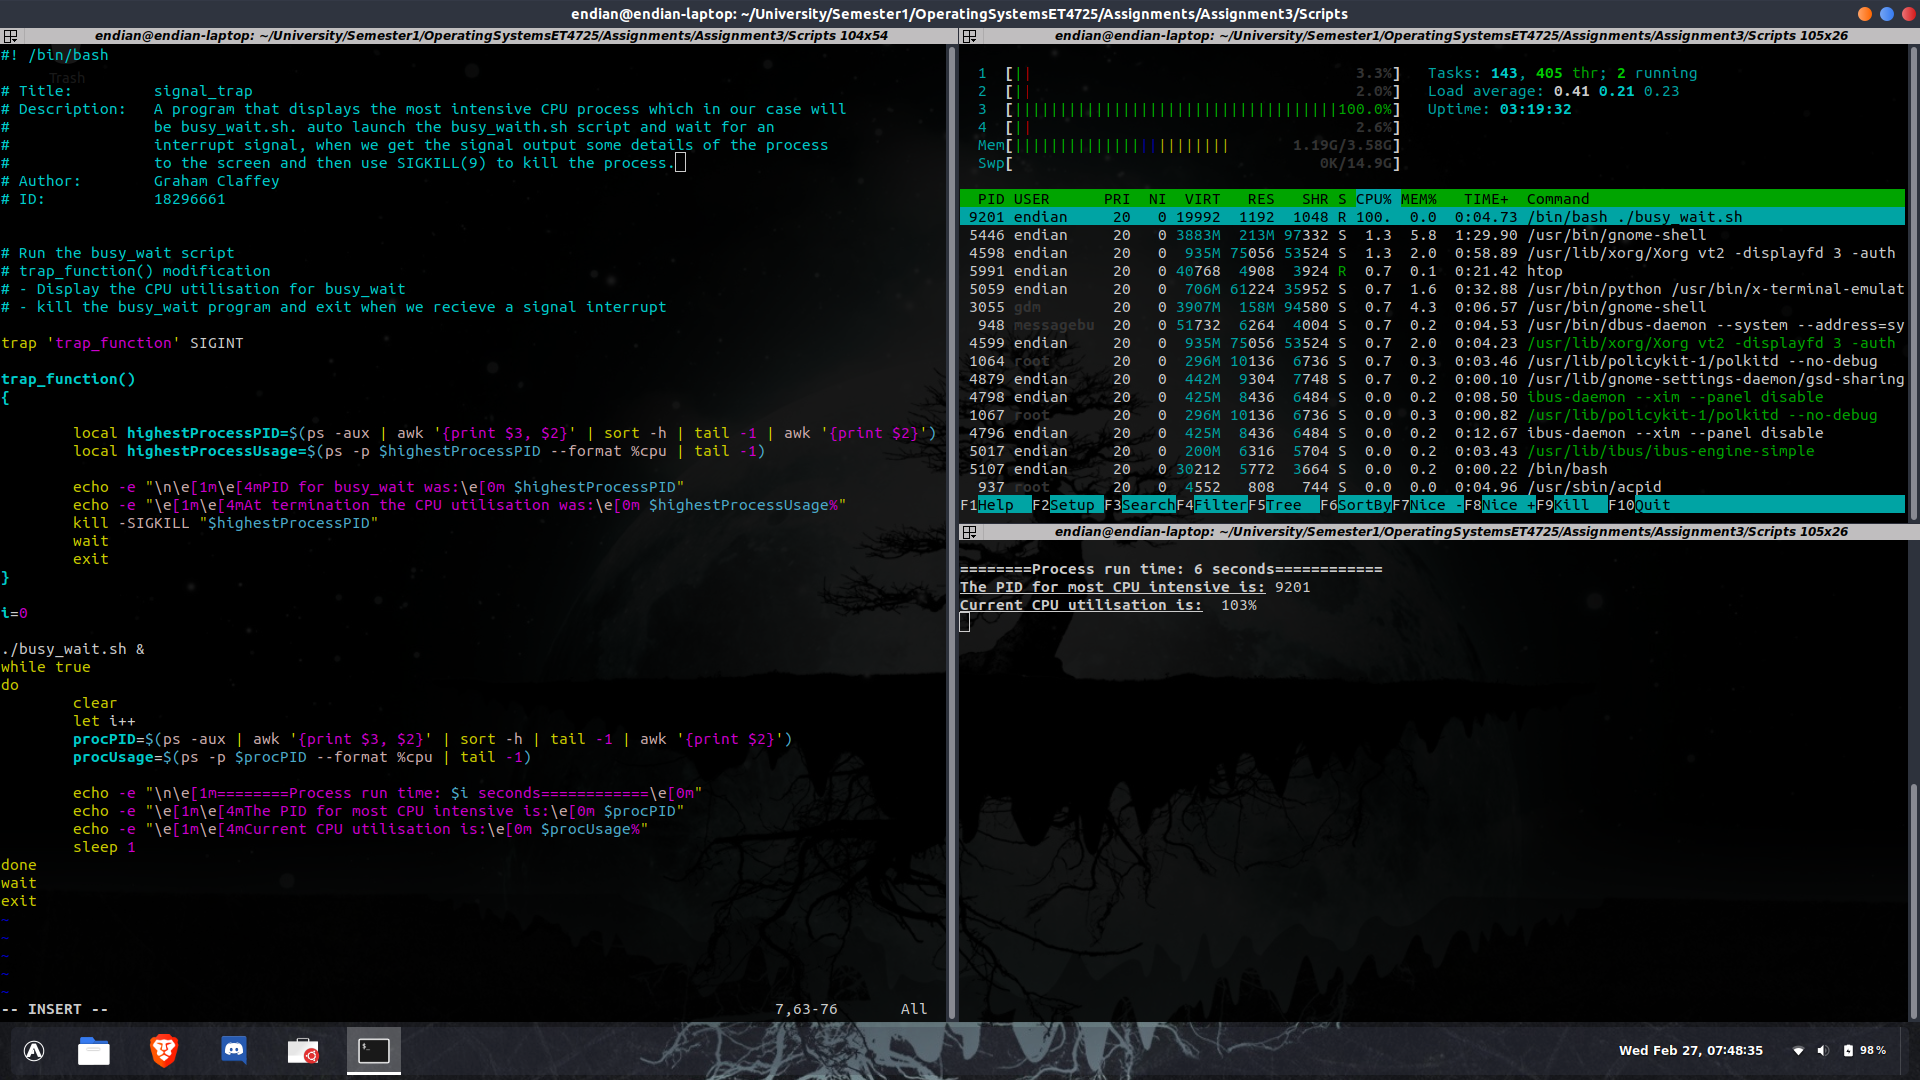 endian@endian-laptop: ~/University/Semester1/OperatingSystemsET4725/Assignments/Assignment3/Scripts
endian@endian-laptop: ~/University/Semester1/OperatingSystemsET4725/Assignments/Assignment3/Scripts 104x54
#! /bin/bash
Trash
# Title:         signal_trap
# Description:   A program that displays the most intensive CPU process which in our case will
#                be busy_wait.sh. auto launch the busy_waith.sh script and wait for an
#                interrupt signal, when we get the signal output some details of the process
#                to the screen and then use SIGKILL(9) to kill the process.
# Author:        Graham Claffey
# ID:            18296661
# Run the busy_wait script
# trap_function() modification
# - Display the CPU utilisation for busy_wait
# - kill the busy_wait program and exit when we recieve a signal interrupt
trap 'trap_function' SIGINT
trap_function()
{
        local highestProcessPID=$(ps -aux | awk '{print $3, $2}' | sort -h | tail -1 | awk '{print $2}')
        local highestProcessUsage=$(ps -p $highestProcessPID --format %cpu | tail -1)
        echo -e "\n\e[1m\e[4mPID for busy_wait was:\e[0m $highestProcessPID"
        echo -e "\e[1m\e[4mAt termination the CPU utilisation was:\e[0m $highestProcessUsage%"
        kill -SIGKILL "$highestProcessPID"
        wait
        exit
}
i=0
./busy_wait.sh &
while true
do
        clear
        let i++
        procPID=$(ps -aux | awk '{print $3, $2}' | sort -h | tail -1 | awk '{print $2}')
        procUsage=$(ps -p $procPID --format %cpu | tail -1)
        echo -e "\n\e[1m========Process run time: $i seconds============\e[0m"
        echo -e "\e[1m\e[4mThe PID for most CPU intensive is:\e[0m $procPID"
        echo -e "\e[1m\e[4mCurrent CPU utilisation is:\e[0m $procUsage%"
        sleep 1
done
wait
exit
~
~
~
~
~
-- INSERT --                    7,63-76       All
endian@endian-laptop: ~/University/Semester1/OperatingSystemsET4725/Assignments/Assignment3/Scripts 105x26
1  [||                                     3.3%]   Tasks: 143, 405 thr; 2 running
2  [||                                     2.0%]   Load average: 0.41 0.21 0.23
3  [||||||||||||||||||||||||||||||||||||100.0%]   Uptime: 03:19:32
4  [||                                     2.6%]
Mem[||||||||||||||||||||||||       1.19G/3.58G]
Swp[                                  0K/14.9G]
PID USER      PRI  NI  VIRT   RES   SHR S CPU% MEM%   TIME+  Command
9201 endian     20   0 19992  1192  1048 R 100.  0.0  0:04.73 /bin/bash ./busy_wait.sh
5446 endian     20   0 3883M  213M 97332 S  1.3  5.8  1:29.90 /usr/bin/gnome-shell
4598 endian     20   0  935M 75056 53524 S  1.3  2.0  0:58.89 /usr/lib/xorg/Xorg vt2 -displayfd 3 -auth
5991 endian     20   0 40768  4908  3924 R  0.7  0.1  0:21.42 htop
5059 endian     20   0  706M 61224 35952 S  0.7  1.6  0:32.88 /usr/bin/python /usr/bin/x-terminal-emulat
3055 gdm        20   0 3907M  158M 94580 S  0.7  4.3  0:06.57 /usr/bin/gnome-shell
948 messagebu  20   0 51732  6264  4004 S  0.7  0.2  0:04.53 /usr/bin/dbus-daemon --system --address=sy
4599 endian     20   0  935M 75056 53524 S  0.7  2.0  0:04.23 /usr/lib/xorg/Xorg vt2 -displayfd 3 -auth
1064 root       20   0  296M 10136  6736 S  0.7  0.3  0:03.46 /usr/lib/policykit-1/polkitd --no-debug
4879 endian     20   0  442M  9304  7748 S  0.7  0.2  0:00.10 /usr/lib/gnome-settings-daemon/gsd-sharing
4798 endian     20   0  425M  8436  6484 S  0.0  0.2  0:08.50 ibus-daemon --xim --panel disable
1067 root       20   0  296M 10136  6736 S  0.0  0.3  0:00.82 /usr/lib/policykit-1/polkitd --no-debug
4796 endian     20   0  425M  8436  6484 S  0.0  0.2  0:12.67 ibus-daemon --xim --panel disable
5017 endian     20   0  200M  6316  5704 S  0.0  0.2  0:03.43 /usr/lib/ibus/ibus-engine-simple
5107 endian     20   0 30212  5772  3664 S  0.0  0.2  0:00.22 /bin/bash
937 root       20   0  4552   808   744 S  0.0  0.0  0:04.96 /usr/sbin/acpid
F1Help  F2Setup F3SearchF4FilterF5Tree  F6SortByF7Nice -F8Nice +F9Kill  F10Quit
endian@endian-laptop: ~/University/Semester1/OperatingSystemsET4725/Assignments/Assignment3/Scripts 105x26
========Process run time: 6 seconds============
The PID for most CPU intensive is: 9201
Current CPU utilisation is:  103%
Wed Feb 27, 07:48:35
98 %